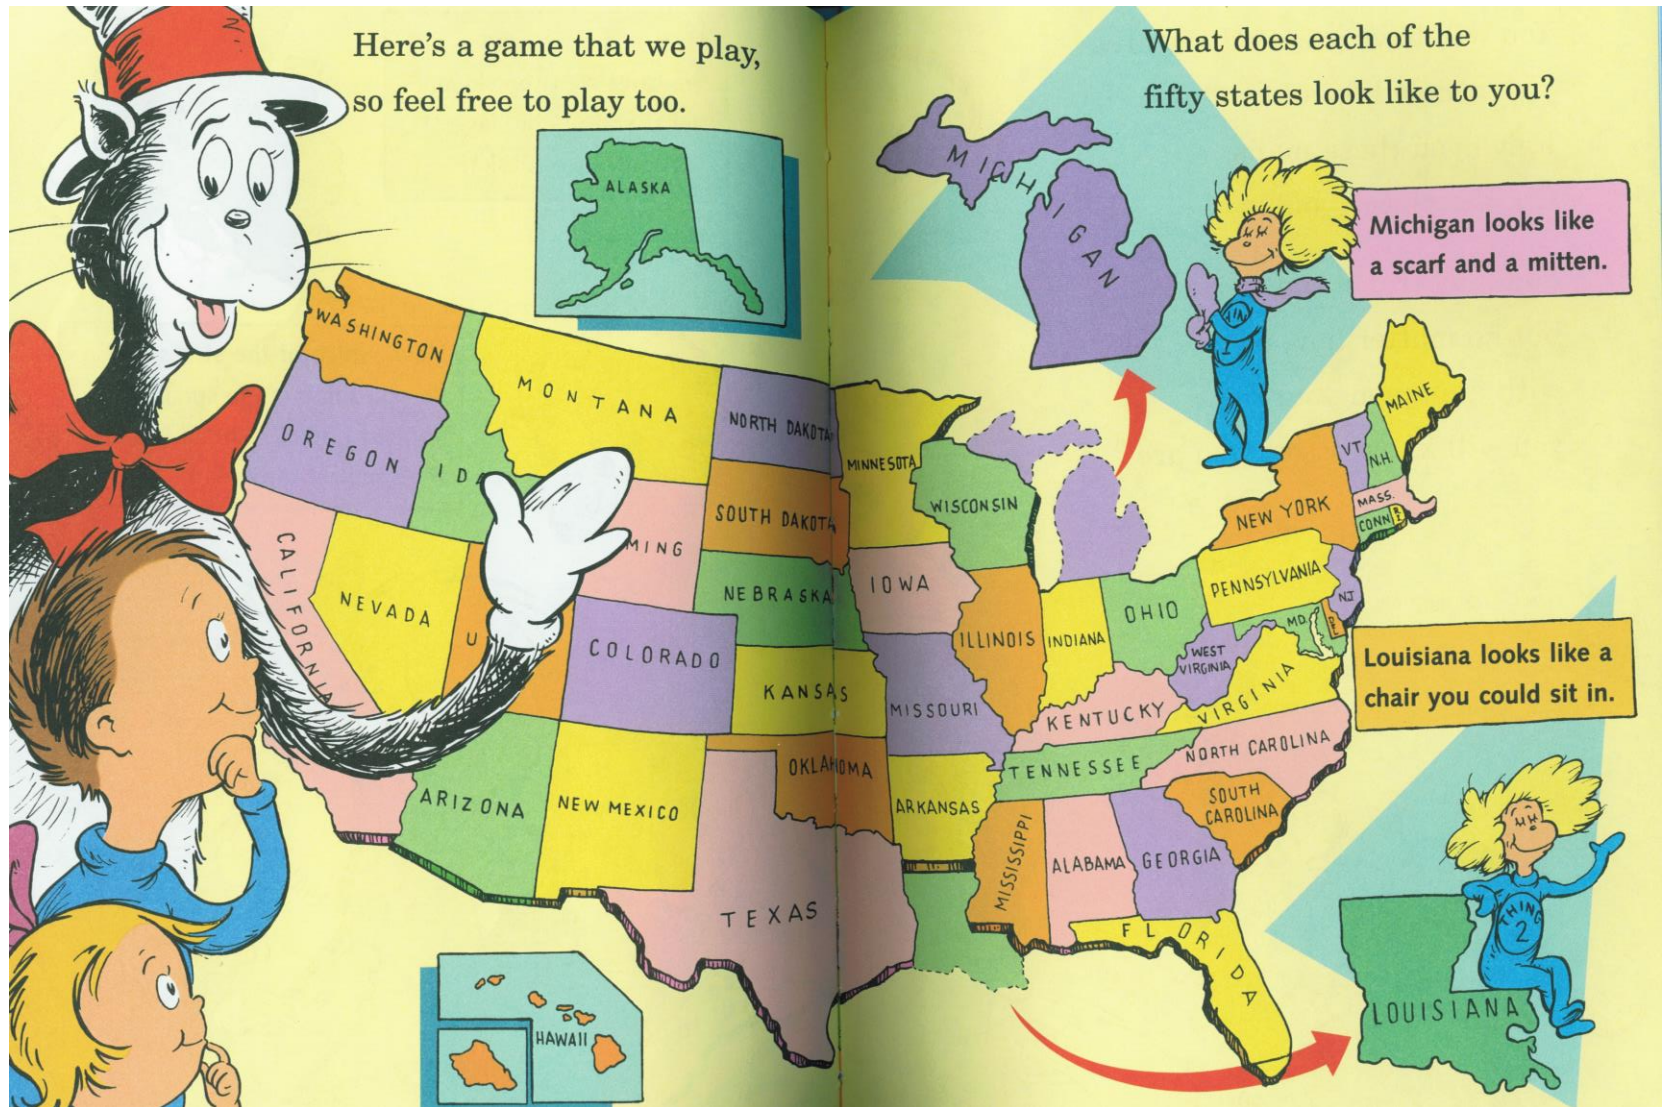 Here's a game that we play,
so feel free to play too.
What does each of the
fifty states look like to you?
ALASKA
MICHIGAN
Michigan looks like
a scarf and a mitten.
WASHINGTON
MONTANA
NORTH DAKOTA
MINNESOTA
MAINE
VT.
N.H.
OREGON
ID
MING
SOUTH DAKOTA
WISCONSIN
NEW YORK
MASS.
CONN
R.I.
CALIFORNIA
NEVADA
U
COLORADO
NEBRASKA
IOWA
ILLINOIS
INDIANA
OHIO
PENNSYLVANIA
NJ
MD.
DEL.
WEST
VIRGINIA
VIRGINIA
KANSAS
MISSOURI
KENTUCKY
Louisiana looks like a
chair you could sit in.
ARIZONA
NEW MEXICO
OKLAHOMA
ARKANSAS
TENNESSEE
NORTH CAROLINA
SOUTH
CAROLINA
TEXAS
MISSISSIPPI
ALABAMA
GEORGIA
FLORIDA
HAWAII
THING
2
LOUISIANA